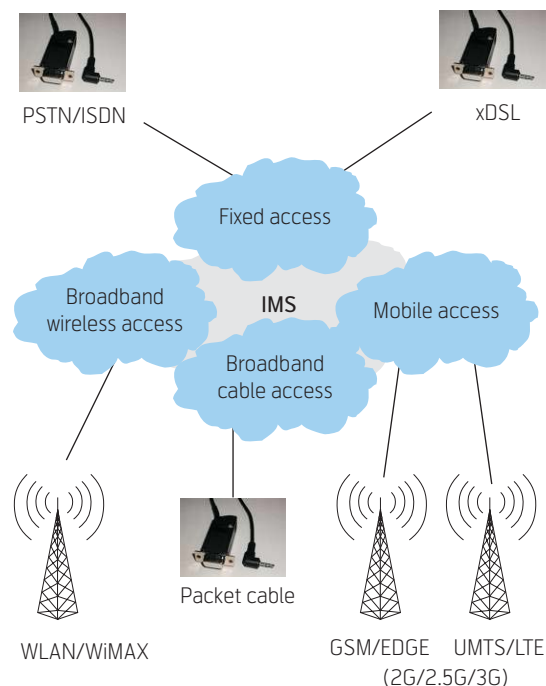 PSTN/ISDN
xDSL
Fixed access
Broadband
wireless access
IMS
Mobile access
Broadband
cable access
Packet cable
WLAN/WiMAX
GSM/EDGE
UMTS/LTE
(2G/2.5G/3G)